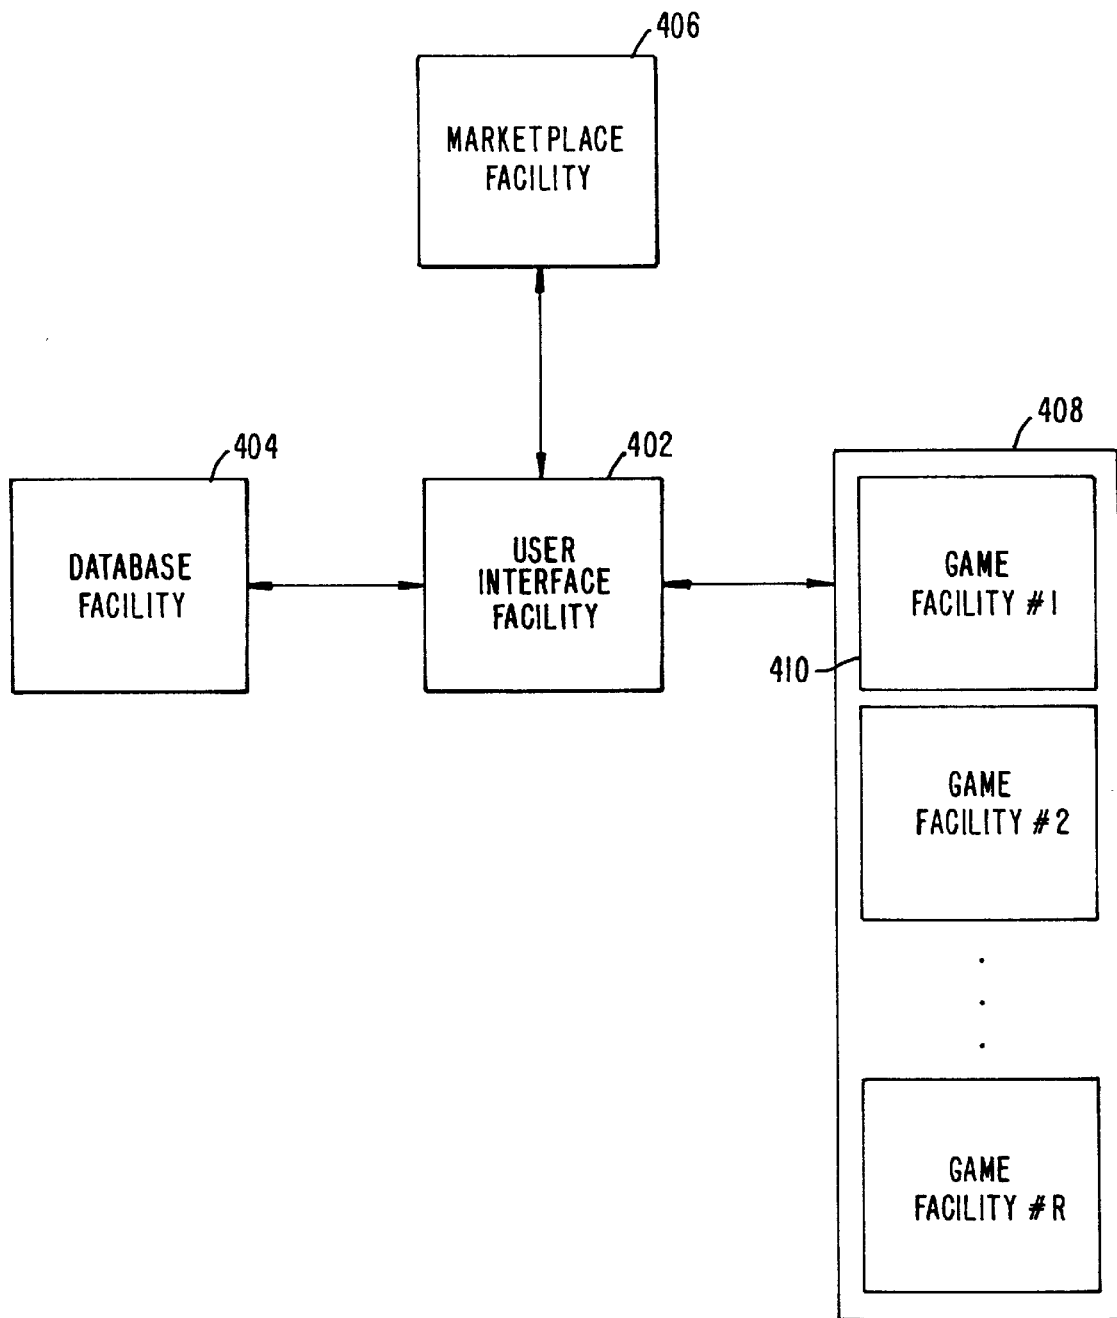 406
MARKETPLACE
FACILITY
404
DATABASE
FACILITY
402
USER
INTERFACE
FACILITY
408
GAME
FACILITY #1
410
GAME
FACILITY #2
GAME
FACILITY #R